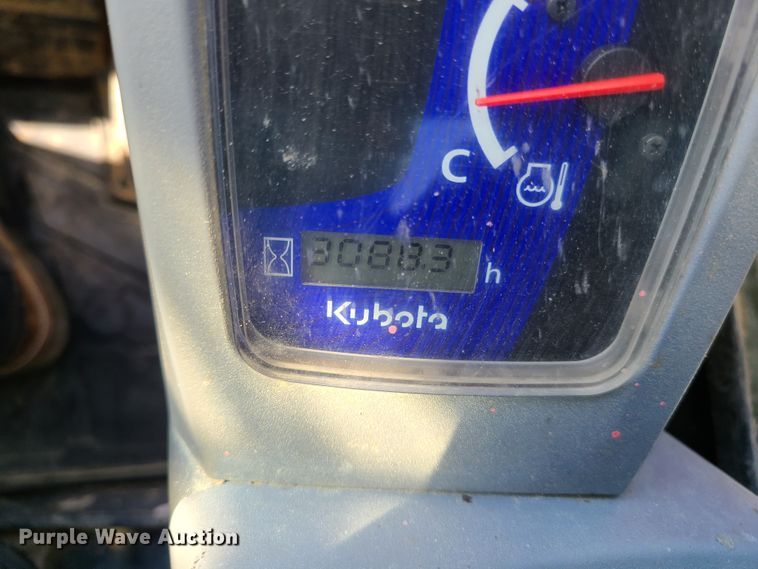 C
30883 h
Kubota
Purple Wave Auction